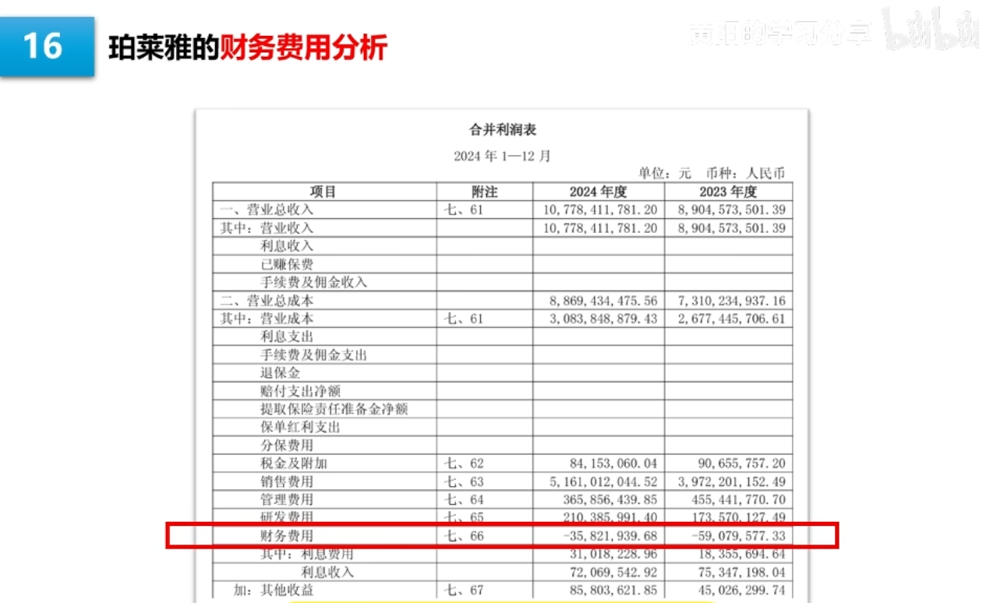 16 珀莱雅的财务费用分析
黄阳的学习分享 bilibili
合并利润表
2024 年 1—12 月
单位：元 币种：人民币
项目 附注 2024 年度 2023 年度
一、营业总收入 七、61 10,778,411,781.20 8,904,573,501.39
其中：营业收入 10,778,411,781.20 8,904,573,501.39
利息收入
已赚保费
手续费及佣金收入
二、营业总成本 8,869,434,475.56 7,310,234,937.16
其中：营业成本 七、61 3,083,848,879.43 2,677,445,706.61
利息支出
手续费及佣金支出
退保金
赔付支出净额
提取保险责任准备金净额
保单红利支出
分保费用
税金及附加 七、62 84,153,060.04 90,655,757.20
销售费用 七、63 5,161,012,044.52 3,972,201,152.49
管理费用 七、64 365,856,439.85 455,441,770.70
研发费用 七、65 210,385,991.40 173,570,127.49
财务费用 七、66 -35,821,939.68 -59,079,577.33
其中：利息费用 31,018,228.96 18,355,694.64
利息收入 72,069,542.92 75,347,198.04
加：其他收益 七、67 85,803,621.85 45,026,299.74